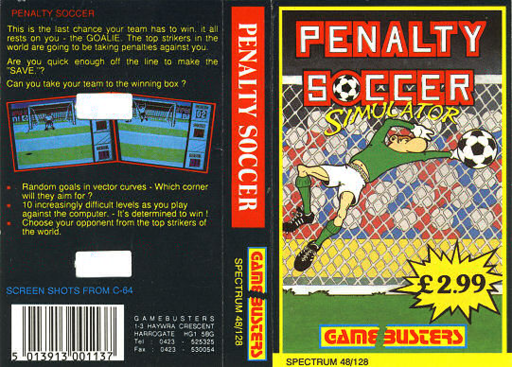 PENALTY SOCCER
This is the last chance your team has to win, it all
rests on you - the GOALIE. The top strikers in the
world are going to be taking penalties against you.
Are you quick enough off the line to make the
"SAVE."?
Can you take your team to the winning box ?
Random goals in vector curves - Which corner
will they aim for ?
10 increasingly difficult levels as you play
against the computer. - It's determined to win !
Choose your opponent from the top strikers of
the world.
SCREEN SHOTS FROM C-64
5 013913 001137
GAMEBUSTERS
1-3 HAYWRA CRESCENT
HARROGATE HG1 5BG
Tel : 0423 - 525325
Fax : 0423 - 530054
PENALTY SOCCER
GAME BUSTERS
SPECTRUM 48/128
PENALTY
SOCCER
SIMULATOR
£2.99
GAME BUSTERS
SPECTRUM 48/128